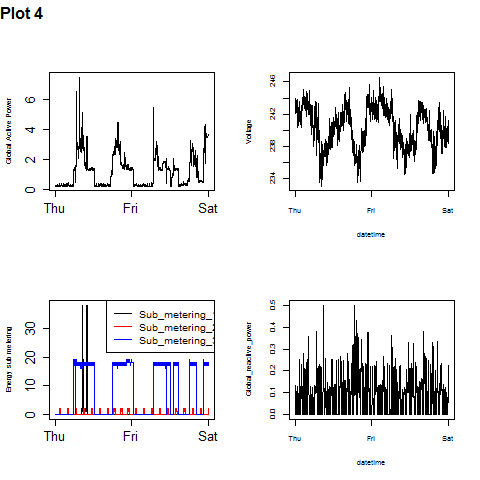 Plot 4
Global Active Power
0 2 4 6
Thu Fri Sat
Voltage
234 238 242 246
Thu Fri Sat
datetime
Energy sub metering
0 10 20 30
Thu Fri Sat
Sub_metering_1
Sub_metering_2
Sub_metering_3
Global_reactive_power
0.0 0.1 0.2 0.3 0.4 0.5
Thu Fri Sat
datetime